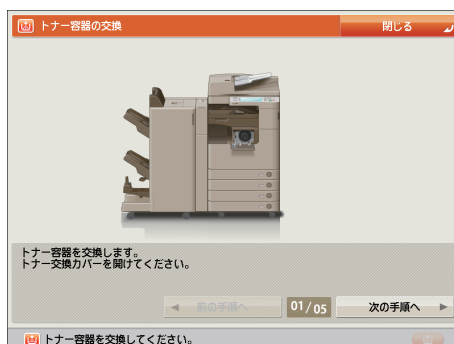 トナー容器の交換
閉じる
トナー容器を交換します。
トナー交換カバーを開けてください。
前の手順へ
01/05
次の手順へ
トナー容器を交換してください。